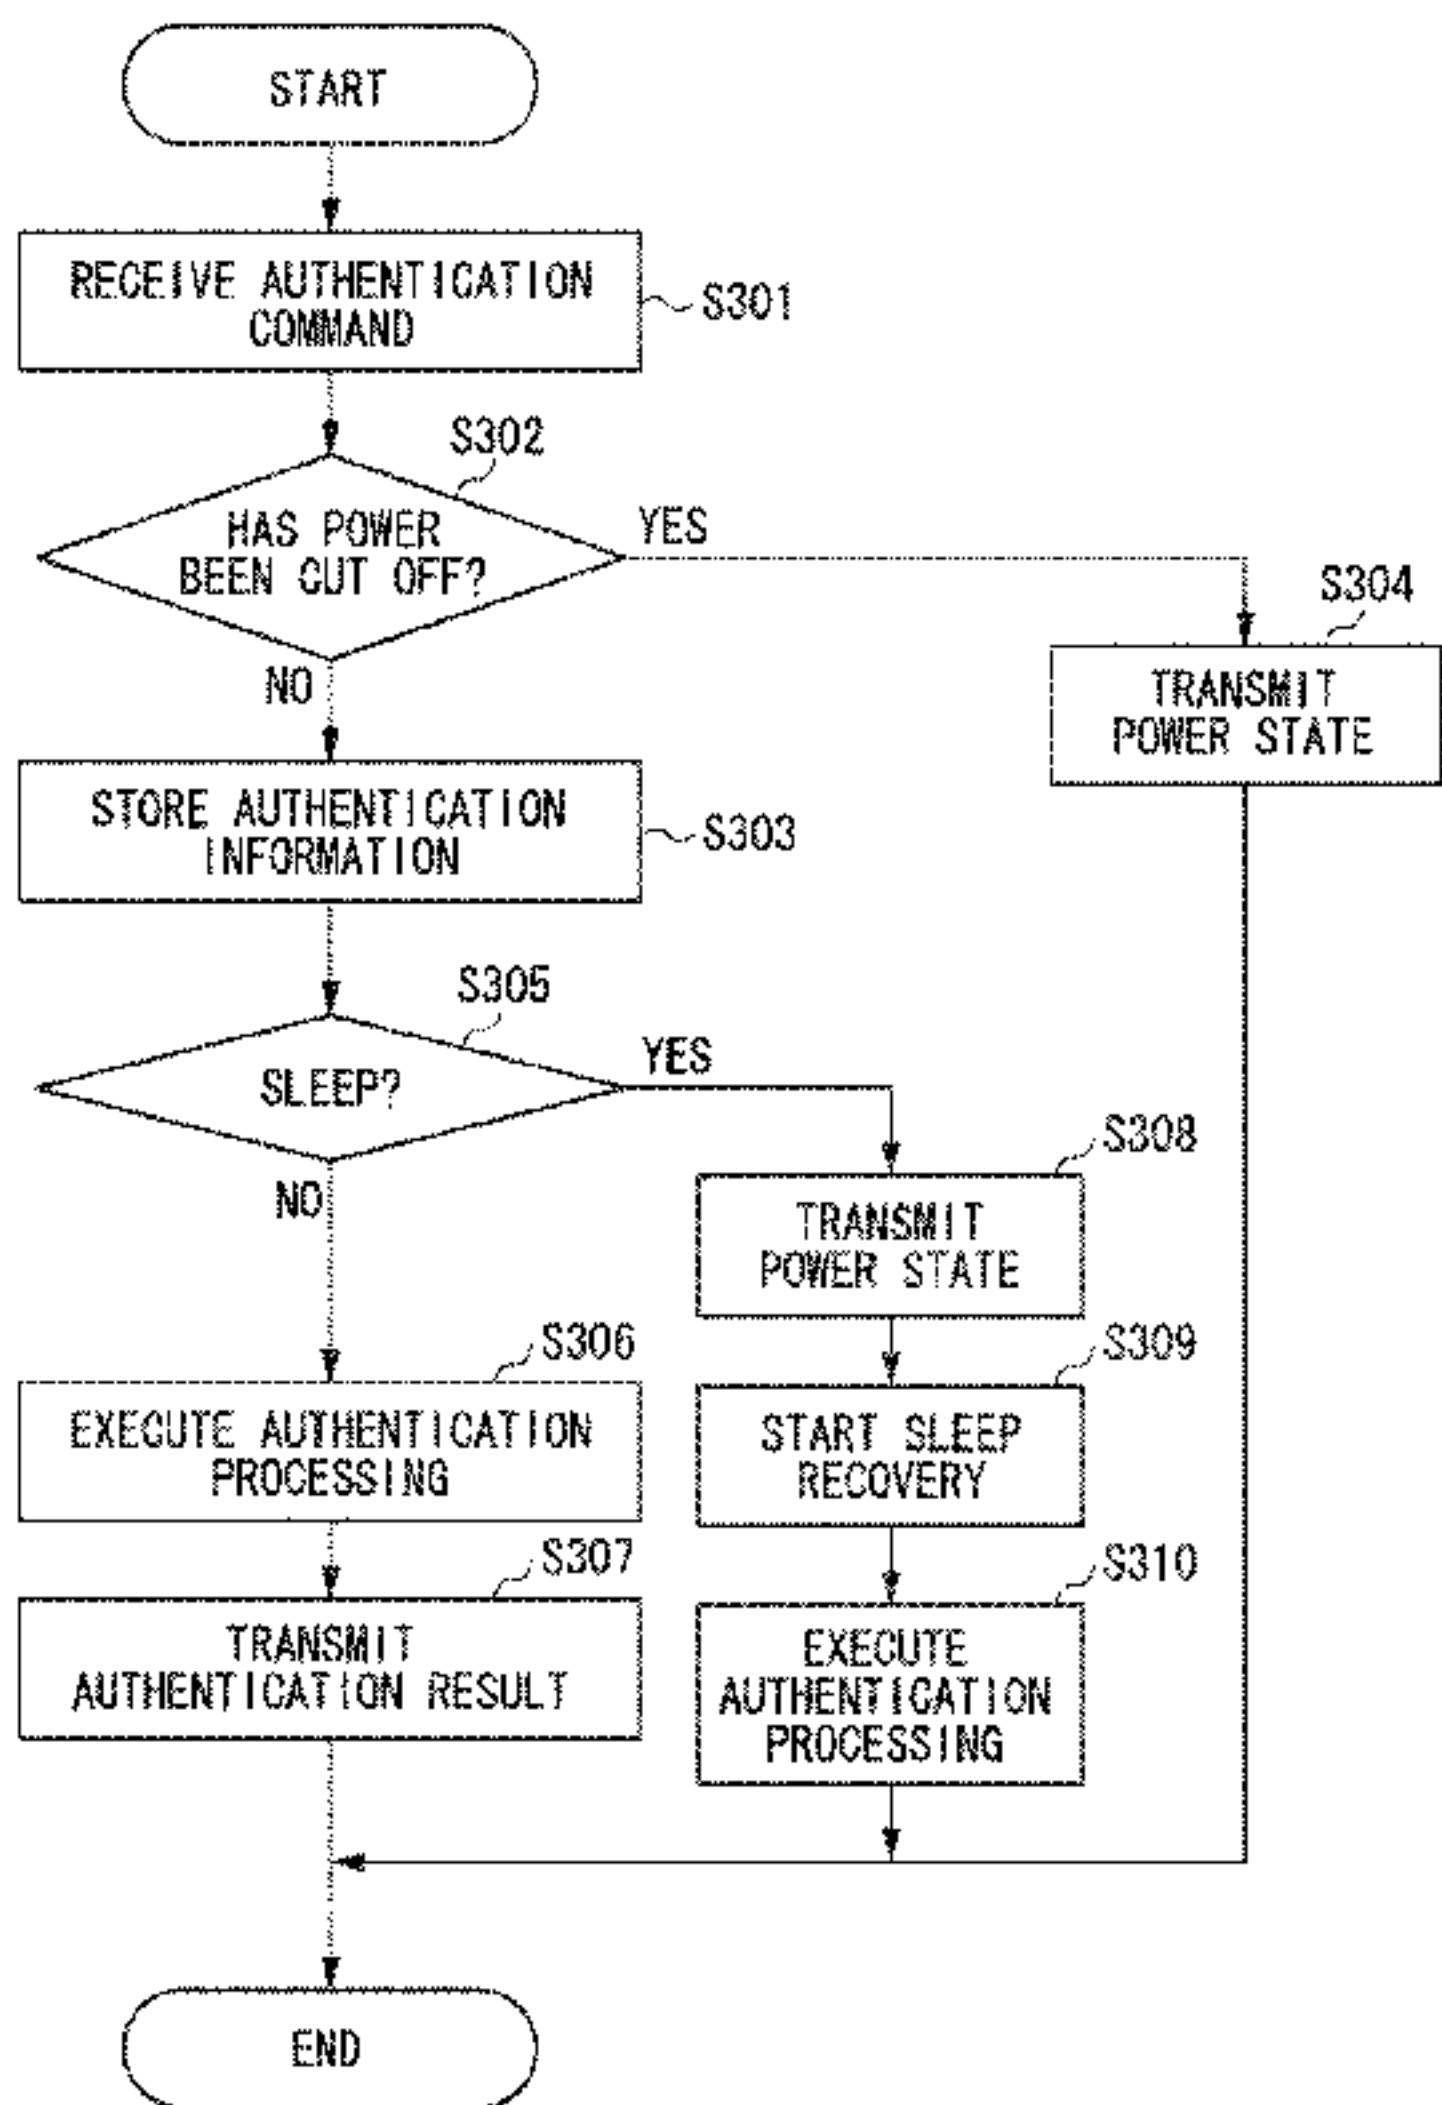 START
RECEIVE AUTHENTICATION
COMMAND
S301
S302
HAS POWER
BEEN CUT OFF?
YES
NO
S304
TRANSMIT
POWER STATE
STORE AUTHENTICATION
INFORMATION
S303
S305
SLEEP?
YES
NO
S308
TRANSMIT
POWER STATE
S306
EXECUTE AUTHENTICATION
PROCESSING
S309
START SLEEP
RECOVERY
S307
TRANSMIT
AUTHENTICATION RESULT
S310
EXECUTE
AUTHENTICATION
PROCESSING
END